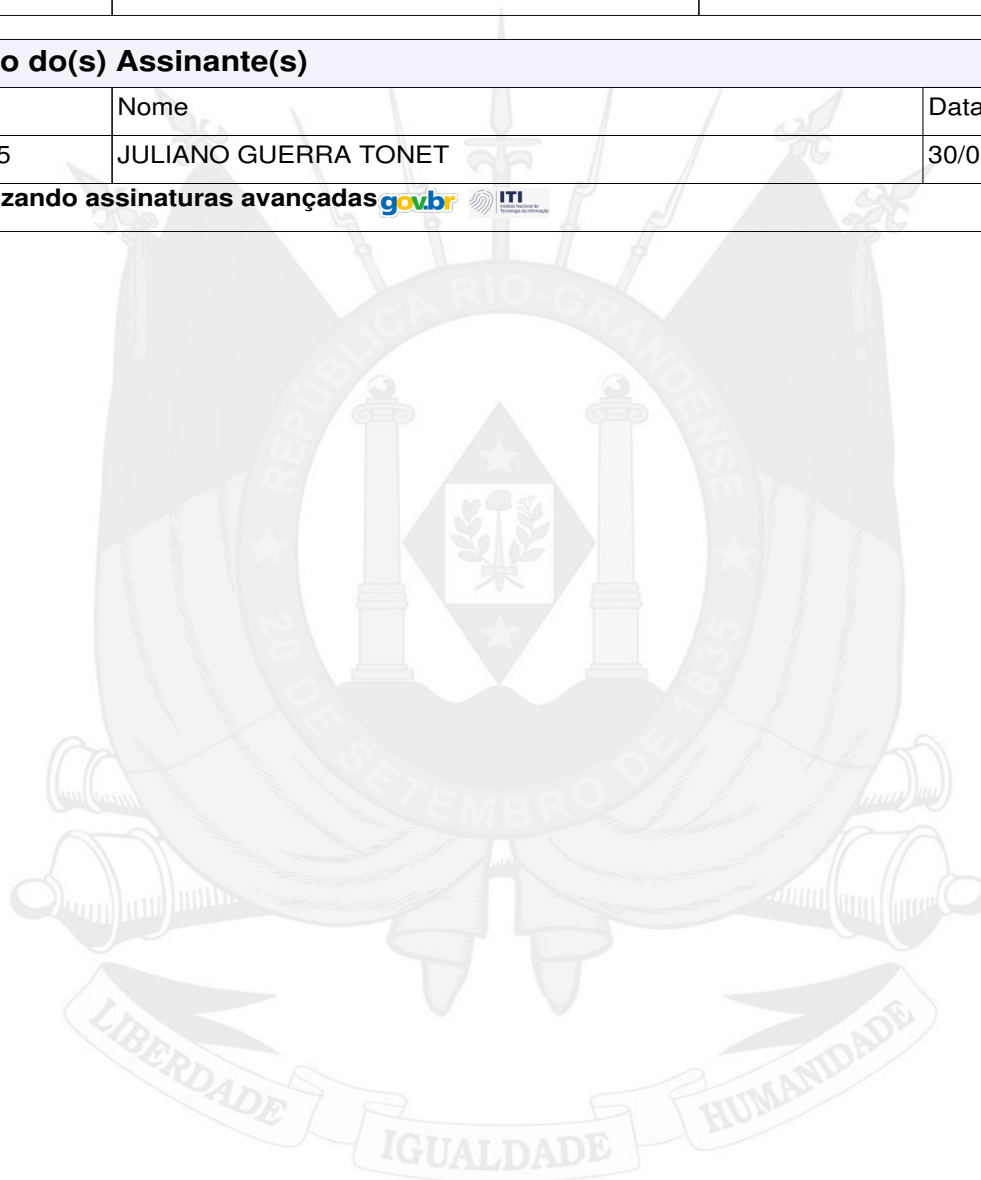 o do(s) Assinante(s)
Nome Data
5 JULIANO GUERRA TONET 30/0
zando assinaturas avançadas gov.br ITI
REPÚBLICA RIO-GRANDENSE
20 DE SETEMBRO DE 1835
LIBERDADE IGUALDADE HUMANIDADE